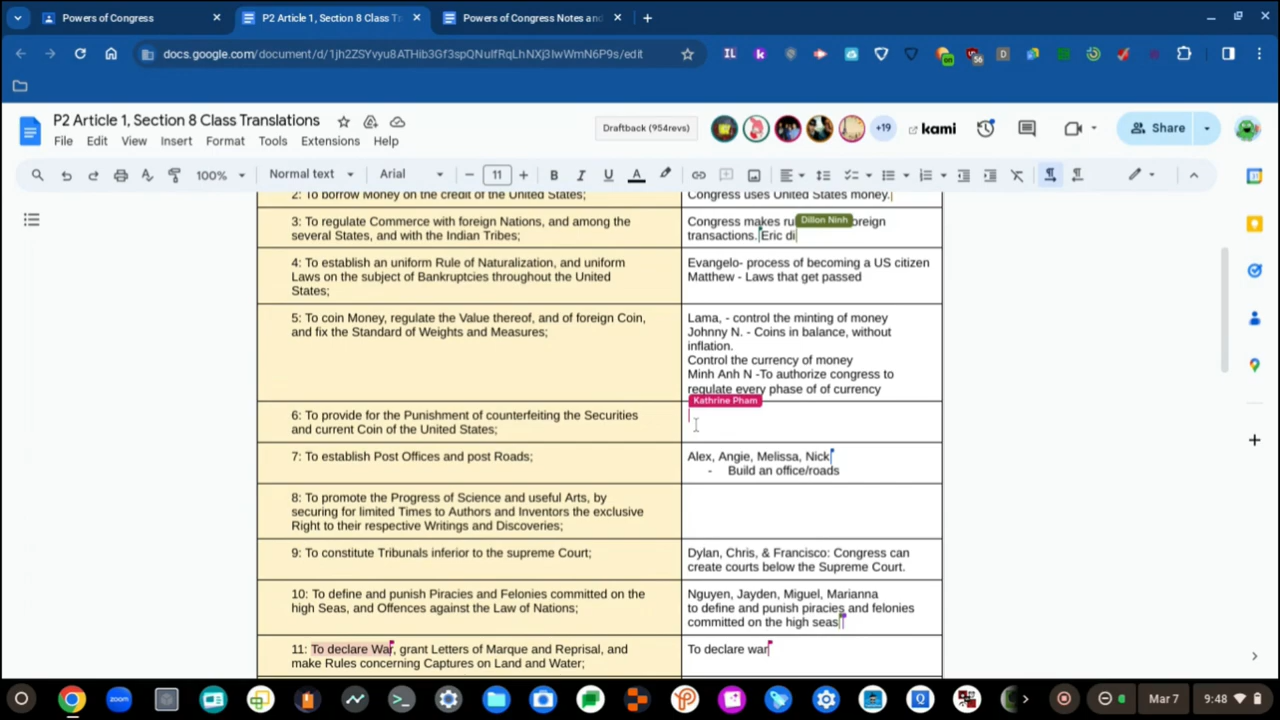 Powers of Congress
P2 Article 1, Section 8 Class T
Powers of Congress Notes and
docs.google.com/document/d/1jh2ZSYvyu8ATHib3Gf3spQNulfRqLhNXj3IwWmN6P9s/edit
P2 Article 1, Section 8 Class Translations
Draftback (954revs)
+19
kami
Share
File Edit View Insert Format Tools Extensions Help
100% Normal text Arial 11
2: To borrow Money on the credit of the United States;
Congress uses United States money.
3: To regulate Commerce with foreign Nations, and among the
several States, and with the Indian Tribes;
Congress makes ru
Dillon Ninh
oreign
transactions. Eric di
4: To establish an uniform Rule of Naturalization, and uniform
Laws on the subject of Bankruptcies throughout the United
States;
Evangelo- process of becoming a US citizen
Matthew - Laws that get passed
5: To coin Money, regulate the Value thereof, and of foreign Coin,
and fix the Standard of Weights and Measures;
Lama, - control the minting of money
Johnny N. - Coins in balance, without
inflation.
Control the currency of money
Minh Anh N -To authorize congress to
regulate every phase of of currency
Kathrine Pham
6: To provide for the Punishment of counterfeiting the Securities
and current Coin of the United States;
7: To establish Post Offices and post Roads;
Alex, Angie, Melissa, Nick
- Build an office/roads
8: To promote the Progress of Science and useful Arts, by
securing for limited Times to Authors and Inventors the exclusive
Right to their respective Writings and Discoveries;
9: To constitute Tribunals inferior to the supreme Court;
Dylan, Chris, & Francisco: Congress can
create courts below the Supreme Court.
10: To define and punish Piracies and Felonies committed on the
high Seas, and Offences against the Law of Nations;
Nguyen, Jayden, Miguel, Marianna
to define and punish piracies and felonies
committed on the high seas
11: To declare War, grant Letters of Marque and Reprisal, and
make Rules concerning Captures on Land and Water;
To declare war
zoom
Mar 7
9:48